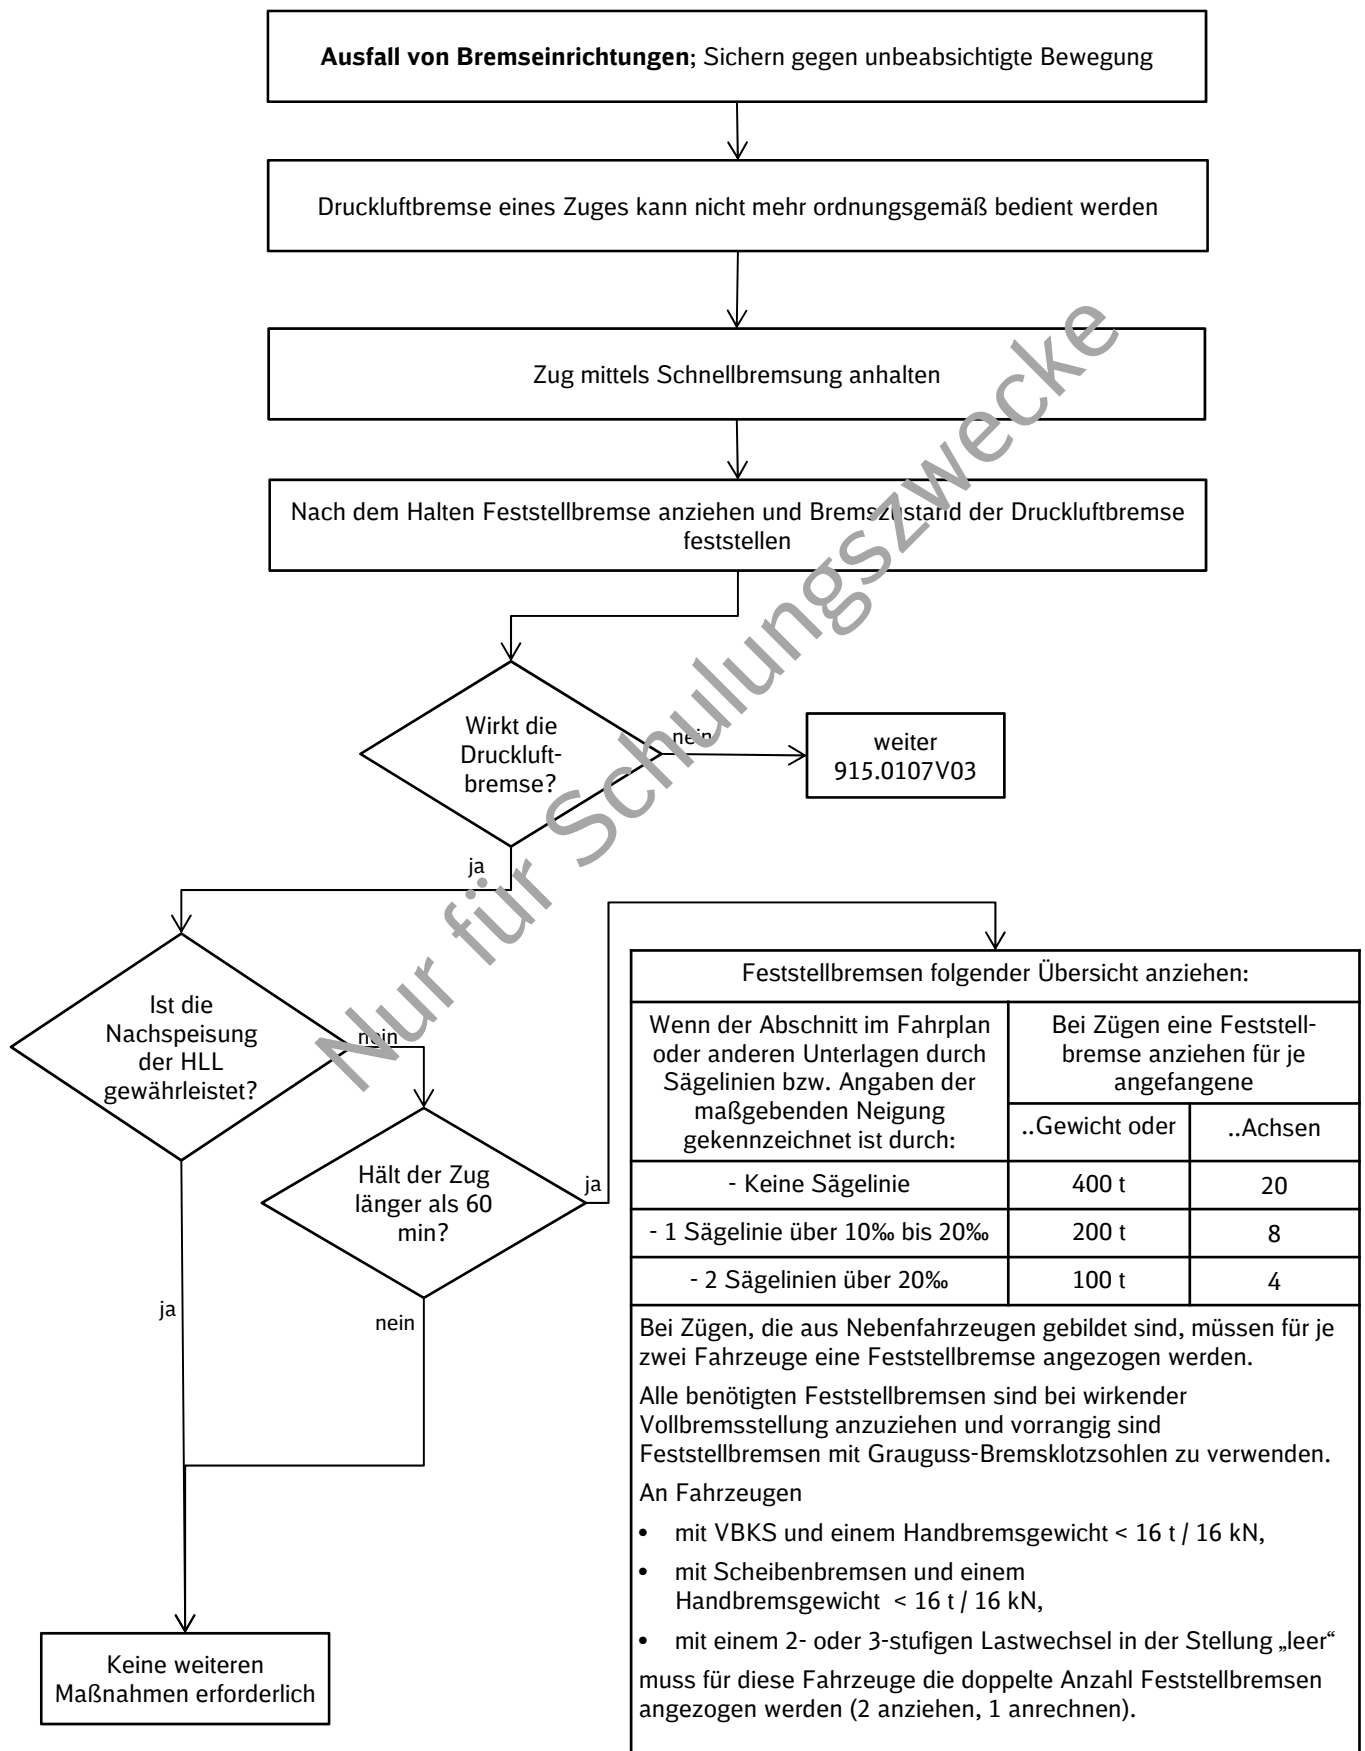 Ausfall von Bremseinrichtungen; Sichern gegen unbeabsichtigte Bewegung
Druckluftbremse eines Zuges kann nicht mehr ordnungsgemäß bedient werden
Zug mittels Schnellbremsung anhalten
Nach dem Halten Feststellbremse anziehen und Bremszustand der Druckluftbremse
feststellen
Wirkt die
Druckluft-
bremse?
nein
weiter
915.0107V03
ja
Ist die
Nachspeisung
der HLL
gewährleistet?
nein
Hält der Zug
länger als 60
min?
ja
ja
nein
Keine weiteren
Maßnahmen erforderlich
Feststellbremsen folgender Übersicht anziehen:
Wenn der Abschnitt im Fahrplan
oder anderen Unterlagen durch
Sägelinien bzw. Angaben der
maßgebenden Neigung
gekennzeichnet ist durch:
Bei Zügen eine Feststell-
bremse anziehen für je
angefangene
..Gewicht oder
..Achsen
- Keine Sägelinie
400 t
20
- 1 Sägelinie über 10‰ bis 20‰
200 t
8
- 2 Sägelinien über 20‰
100 t
4
Bei Zügen, die aus Nebenfahrzeugen gebildet sind, müssen für je
zwei Fahrzeuge eine Feststellbremse angezogen werden.
Alle benötigten Feststellbremsen sind bei wirkender
Vollbremsstellung anzuziehen und vorrangig sind
Feststellbremsen mit Grauguss-Bremsklotzsohlen zu verwenden.
An Fahrzeugen
• mit VBKS und einem Handbremsgewicht < 16 t / 16 kN,
• mit Scheibenbremsen und einem
Handbremsgewicht < 16 t / 16 kN,
• mit einem 2- oder 3-stufigen Lastwechsel in der Stellung „leer“
muss für diese Fahrzeuge die doppelte Anzahl Feststellbremsen
angezogen werden (2 anziehen, 1 anrechnen).
Nur für Schulungszwecke